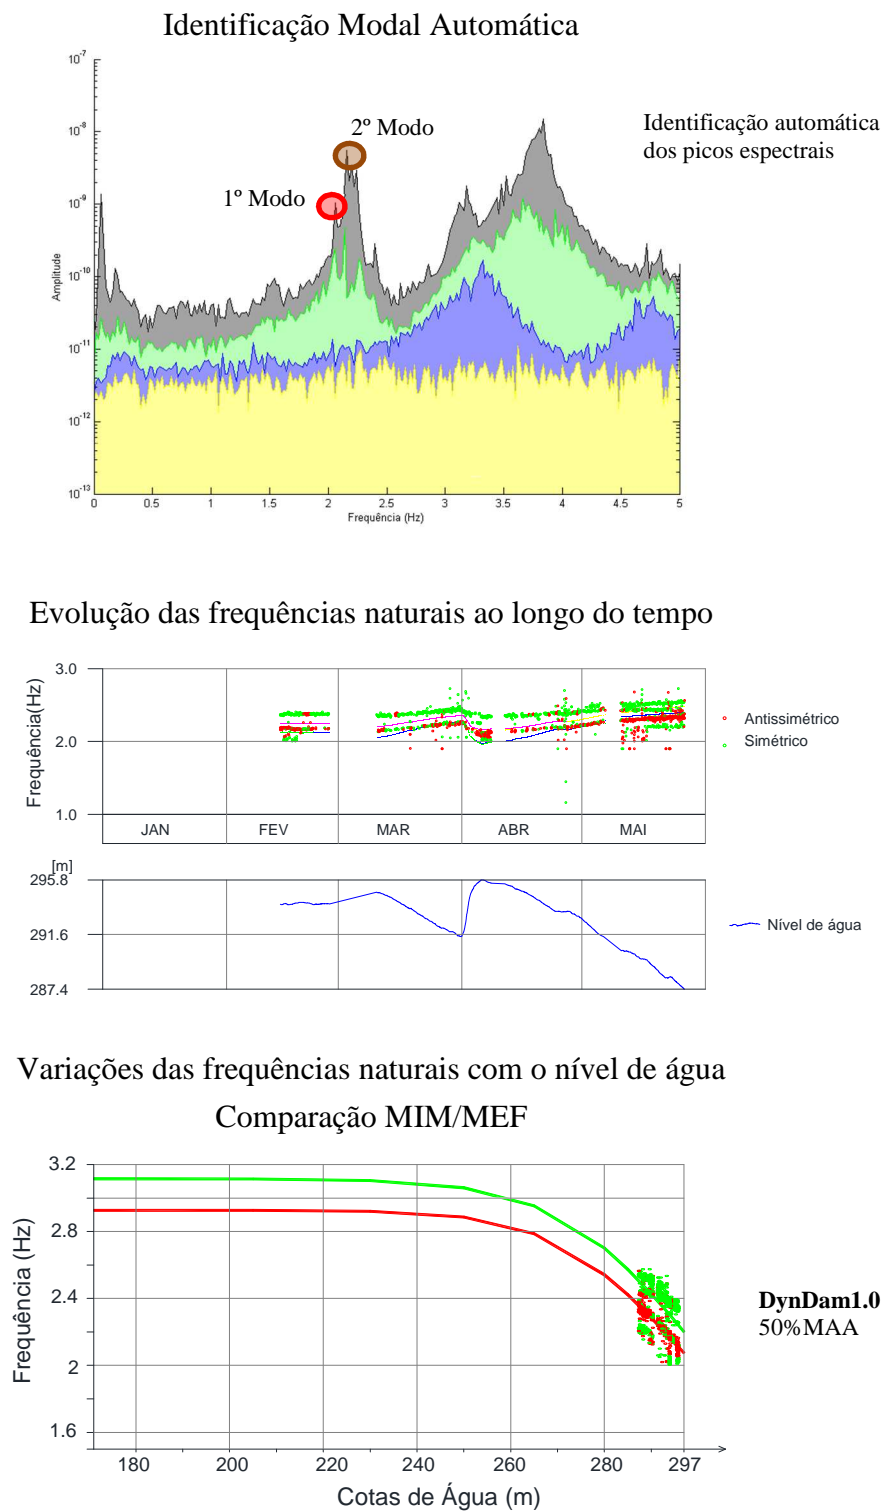 Identificação Modal Automática
10⁻⁷
10⁻⁸
10⁻⁹
10⁻¹⁰
10⁻¹¹
10⁻¹²
10⁻¹³
Amplitude
2º Modo
1º Modo
Identificação automática
dos picos espectrais
0 0.5 1 1.5 2 2.5 3 3.5 4 4.5 5
Frequência (Hz)
Evolução das frequências naturais ao longo do tempo
3.0
2.0
1.0
Frequência(Hz)
Antissimétrico
Simétrico
JAN FEV MAR ABR MAI
[m]
295.8
291.6
287.4
Nível de água
Variações das frequências naturais com o nível de água
Comparação MIM/MEF
3.2
2.8
2.4
2
1.6
Frequência (Hz)
DynDam1.0
50%MAA
180 200 220 240 260 280 297
Cotas de Água (m)